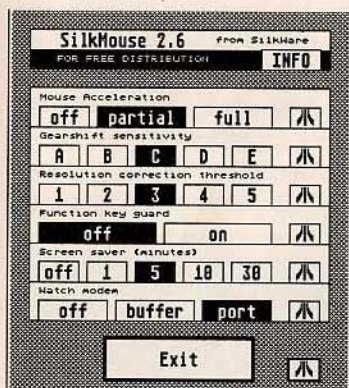 SilkMouse 2.6 from SilkWare
FOR FREE DISTRIBUTION INFO
Mouse Acceleration
off partial full
Gearshift sensitivity
A B C D E
Resolution correction threshold
1 2 3 4 5
Function key guard
off on
Screen saver (minutes)
off 1 5 10 30
Watch modem
off buffer port
Exit